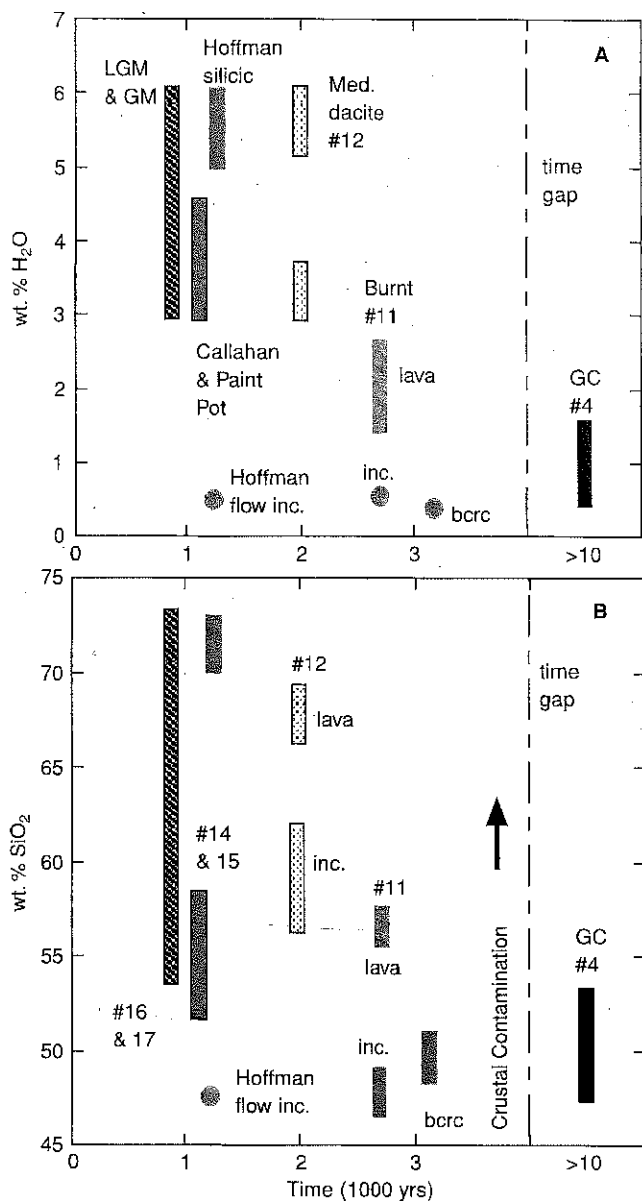 7
6
5
4
3
2
1
0
wt. % H₂O
A
LGM
& GM
Hoffman
silicic
Med.
dacite
#12
time
gap
Burnt
#11
lava
Callahan
& Paint
Pot
GC
#4
Hoffman
flow inc.
inc.
bcrc
0
1
2
3
>10
B
70
65
60
55
50
45
wt. % SiO₂
#12
lava
time
gap
#14
& 15
inc.
#11
lava
GC
#4
#16
& 17
Crustal Contamination
inc.
Hoffman
flow inc.
bcrc
0
1
2
3
>10
Time (1000 yrs)